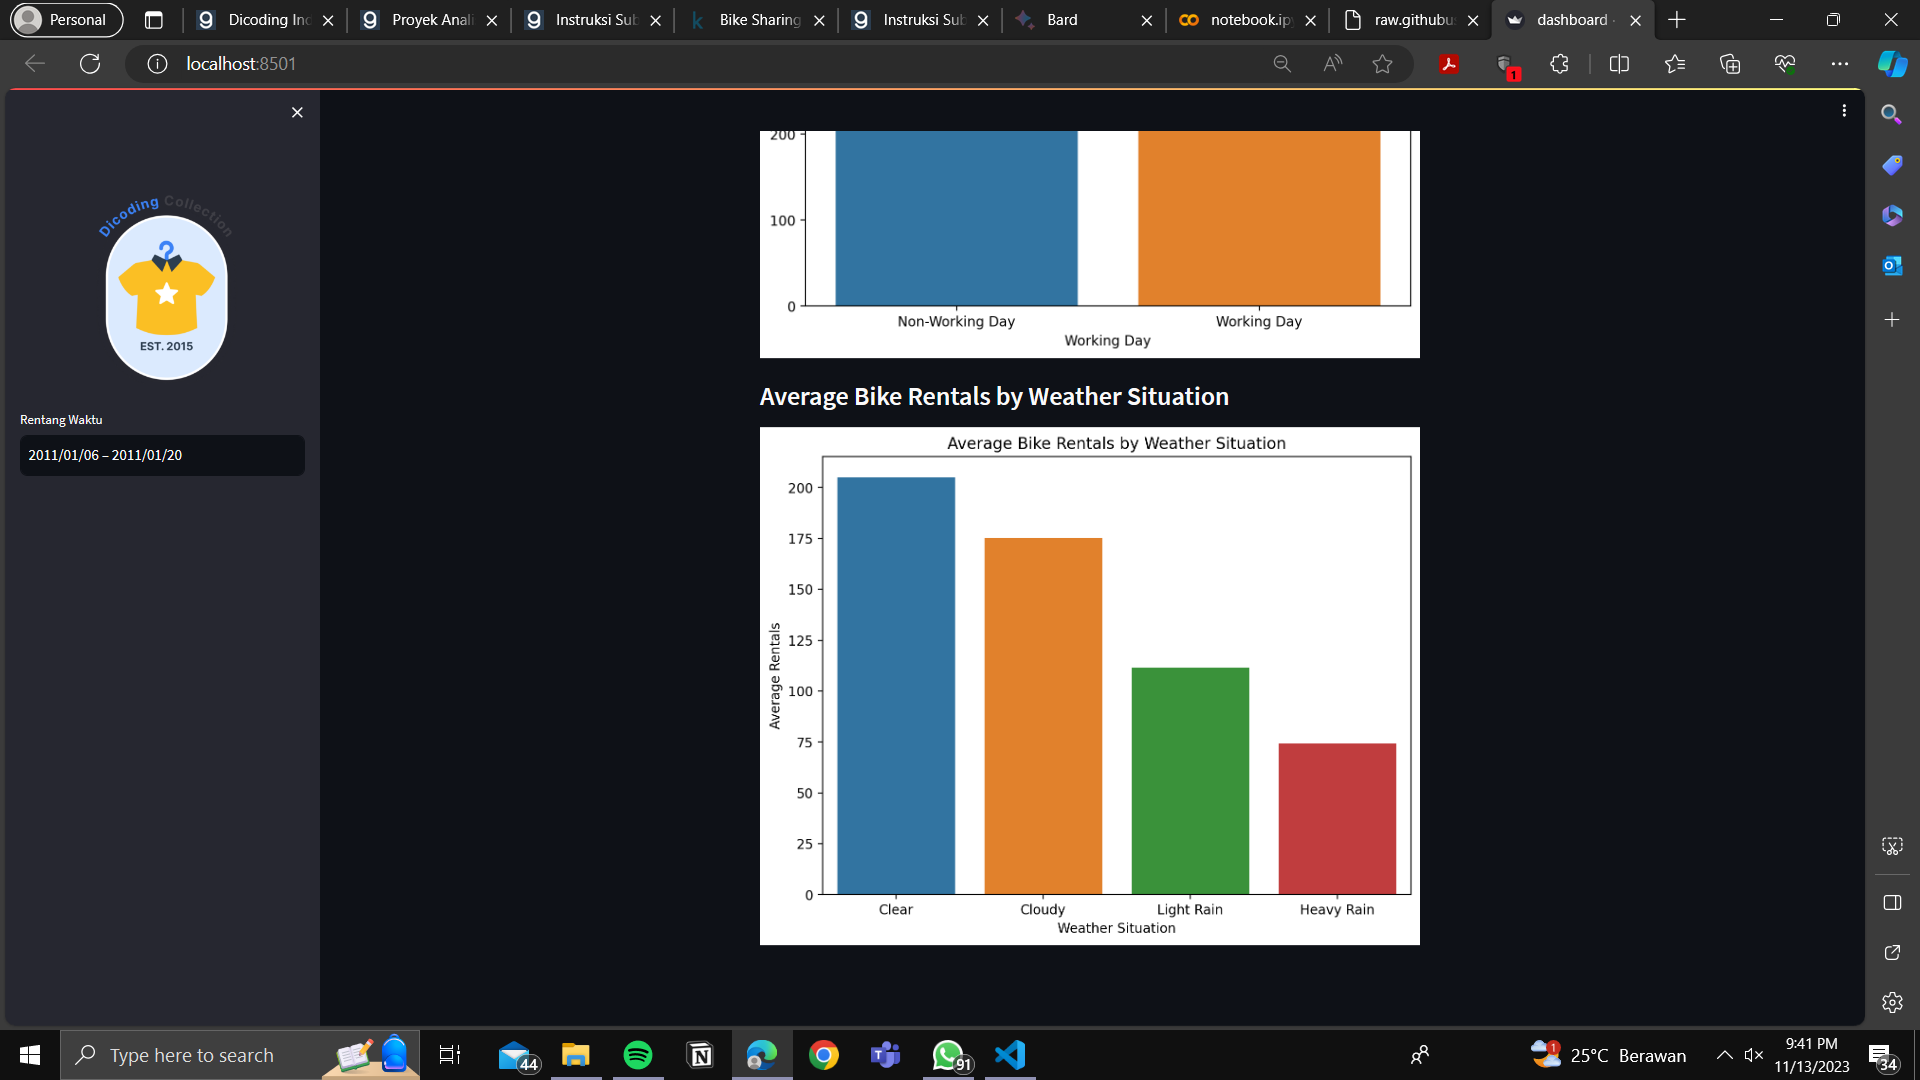 Personal
Dicoding Ind
Proyek Anali
Instruksi Sub
Bike Sharing
Instruksi Sub
Bard
notebook.ip
raw.githubu
dashboard ·
localhost:8501
1
Dicoding Collection
EST. 2015
Rentang Waktu
2011/01/06 – 2011/01/20
200
100
0
Non-Working Day
Working Day
Working Day
Average Bike Rentals by Weather Situation
Average Bike Rentals by Weather Situation
200
175
150
125
100
75
50
25
0
Average Rentals
Clear
Cloudy
Light Rain
Heavy Rain
Weather Situation
Type here to search
44
91
1
25°C Berawan
9:41 PM
11/13/2023
34